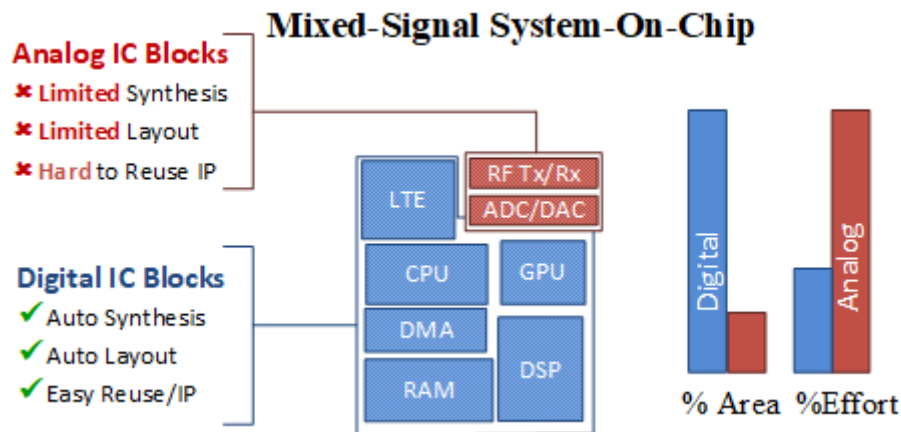 Mixed-Signal System-On-Chip
Analog IC Blocks
✖ Limited Synthesis
✖ Limited Layout
✖ Hard to Reuse IP
Digital IC Blocks
✔ Auto Synthesis
✔ Auto Layout
✔ Easy Reuse/IP
RF Tx/Rx
ADC/DAC
LTE
CPU
GPU
DMA
RAM
DSP
Digital
Analog
% Area
%Effort